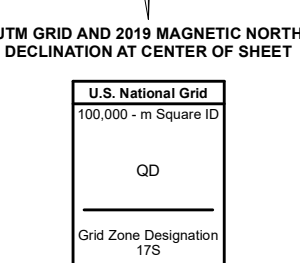 UTM GRID AND 2019 MAGNETIC NORTH
DECLINATION AT CENTER OF SHEET
U.S. National Grid
100,000 - m Square ID
QD
Grid Zone Designation
17S